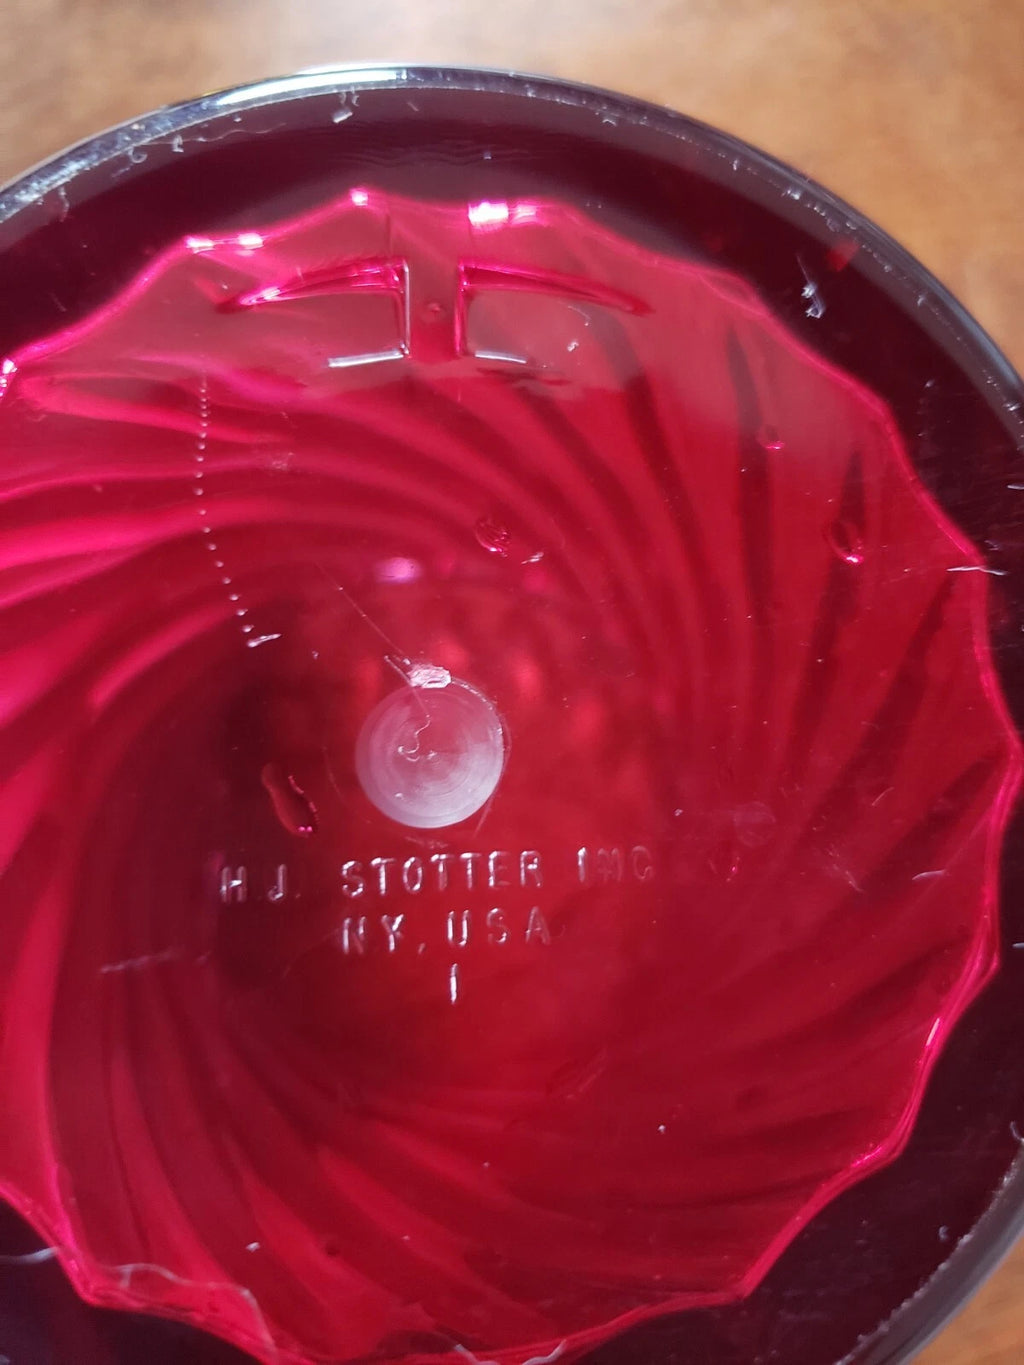 H.J. STOTTER INC
NY, USA
1